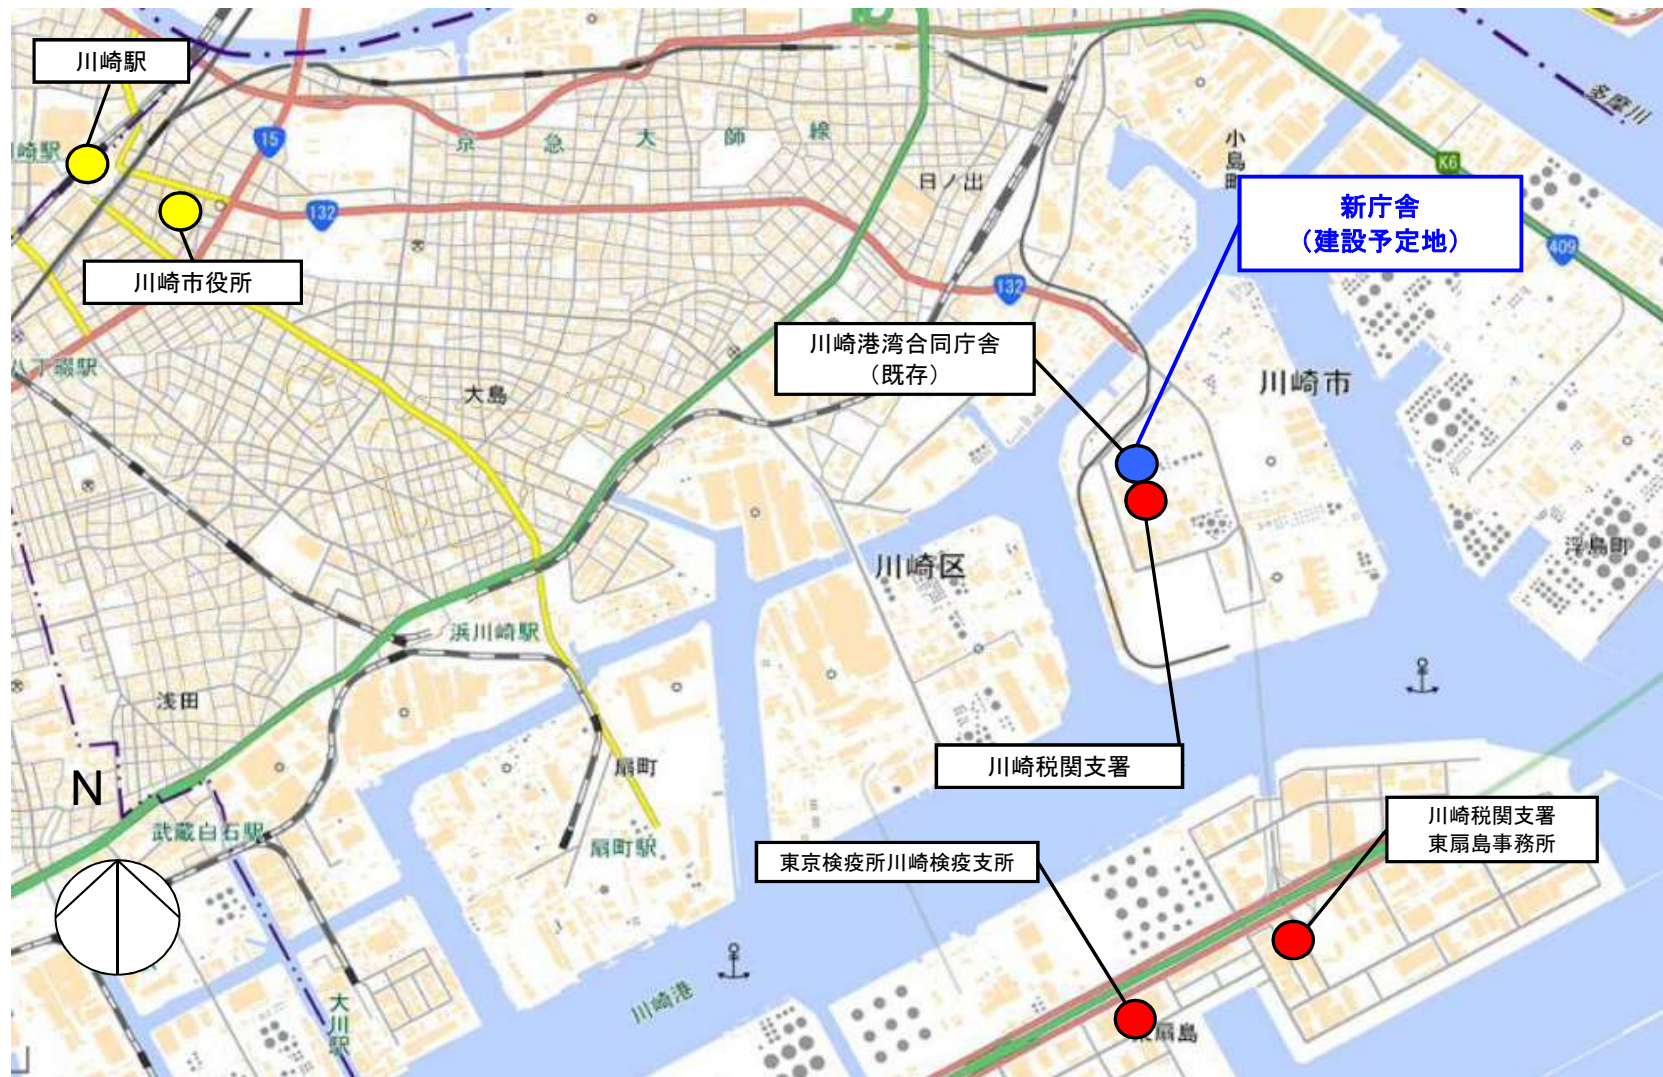 川崎駅
崎駅
15
京急大師線
多摩川
小島町
K6
日ノ出
132
新庁舎
（建設予定地）
409
川崎市役所
132
川崎港湾合同庁舎
（既存）
八丁畷駅
大島
川崎市
川崎区
浮島町
浜川崎駅
浅田
川崎税関支署
扇町
N
武蔵白石駅
扇町駅
東京検疫所川崎検疫支所
川崎税関支署
東扇島事務所
川崎港
大川駅
東扇島